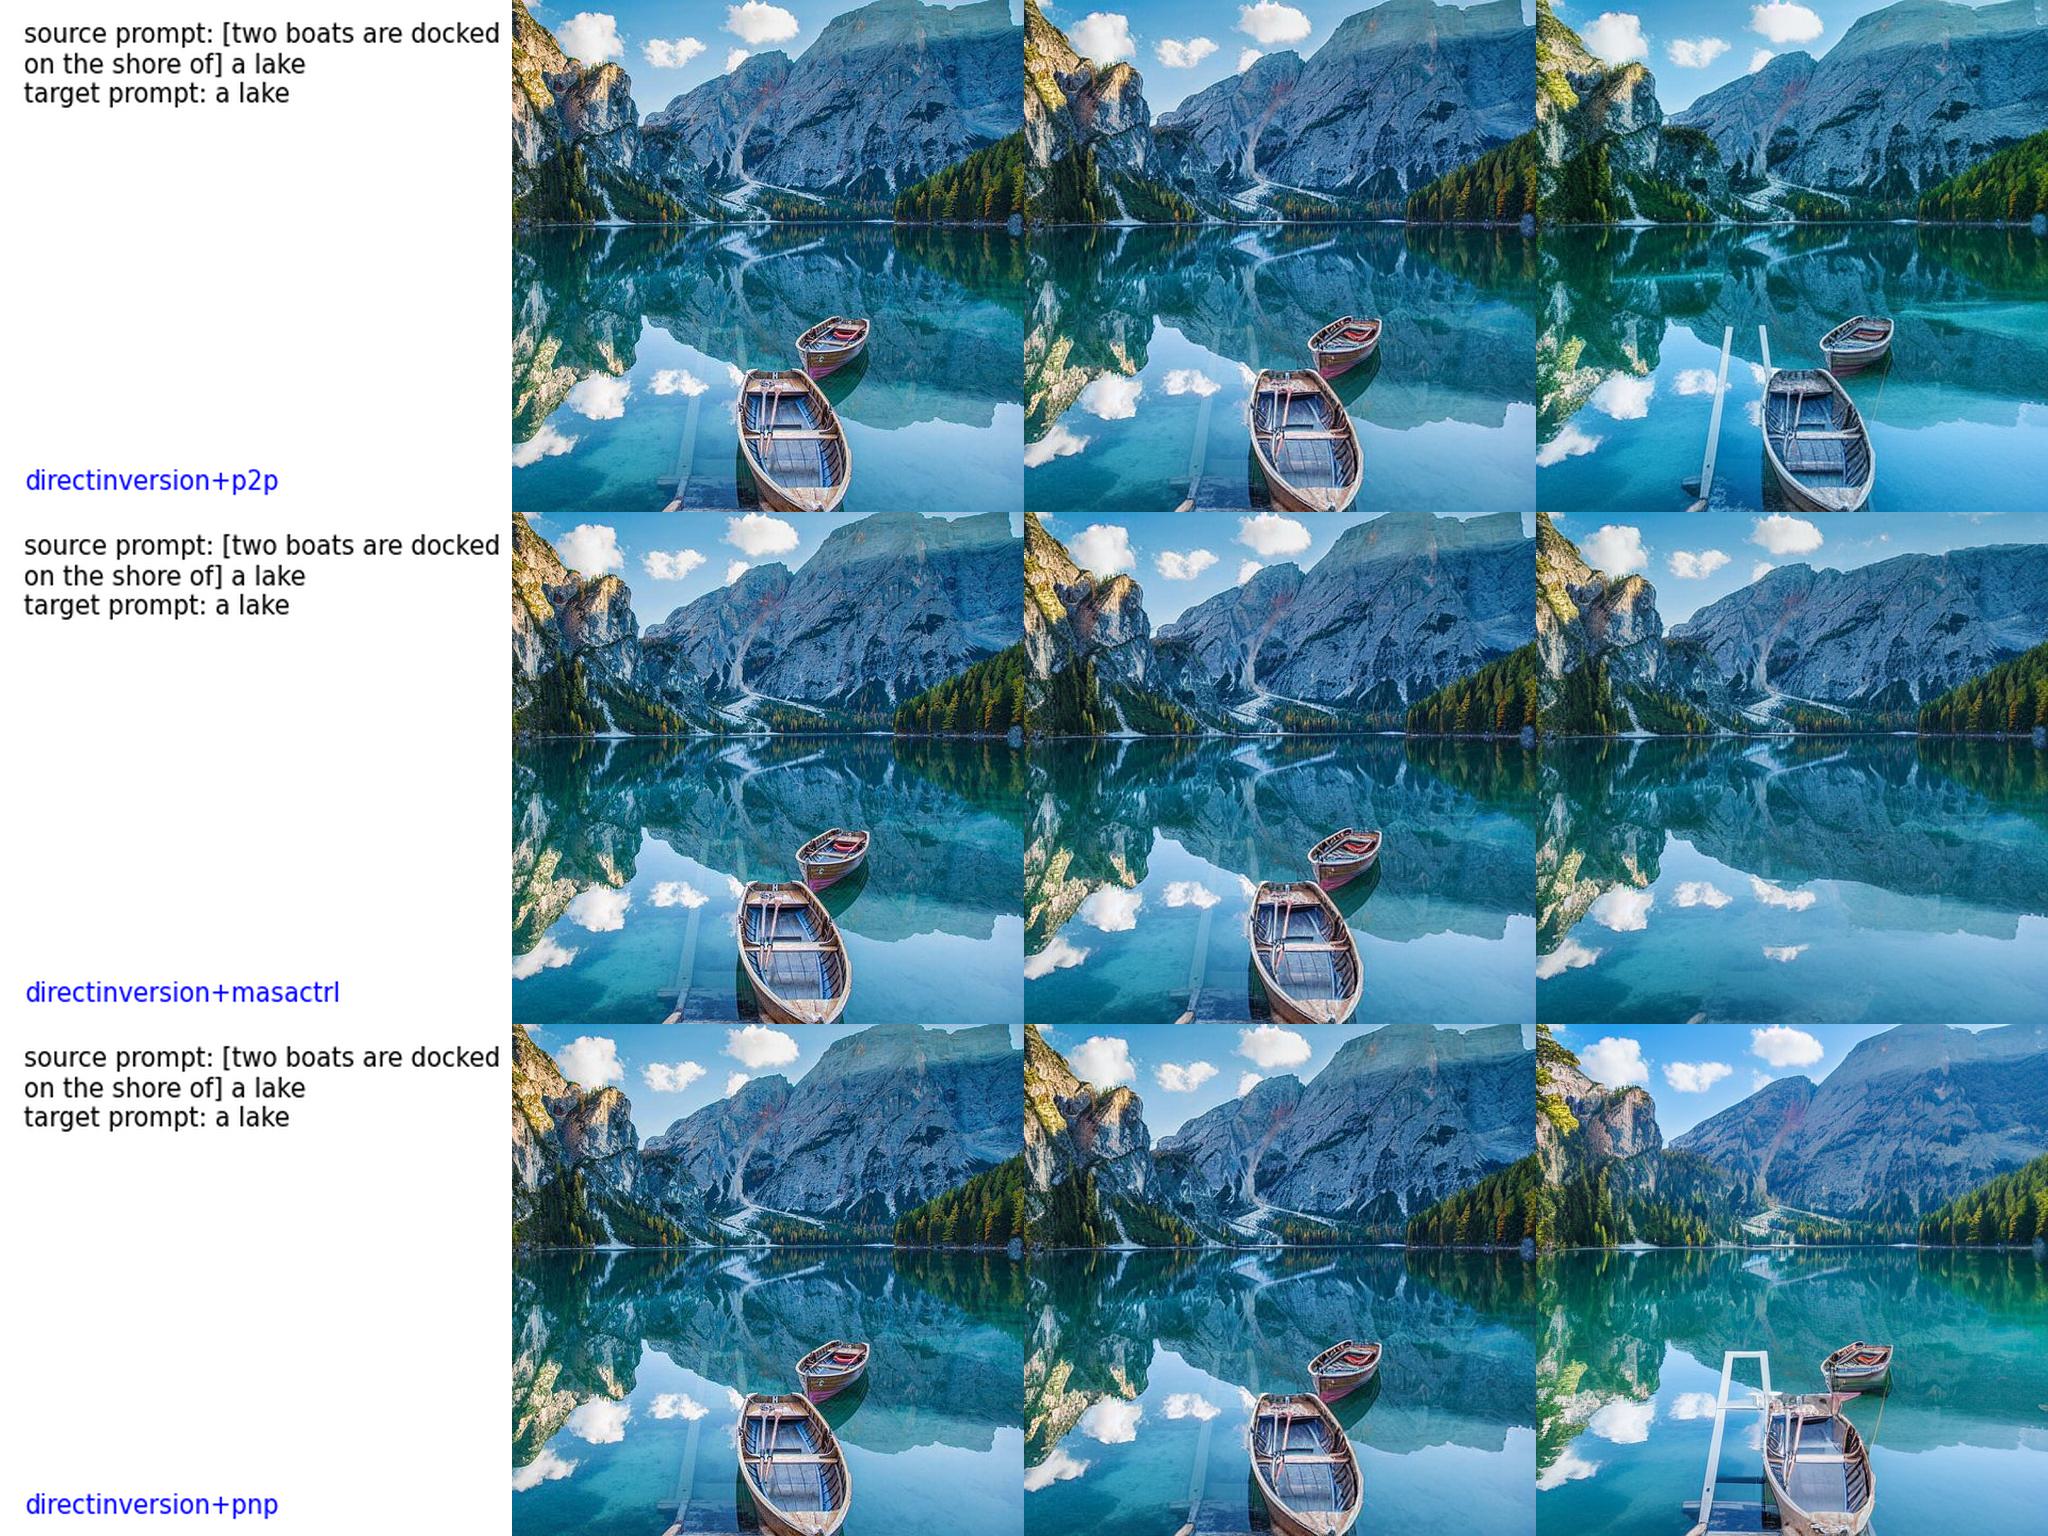 source prompt: [two boats are docked
on the shore of] a lake
target prompt: a lake
directinversion+p2p
source prompt: [two boats are docked
on the shore of] a lake
target prompt: a lake
directinversion+masactrl
source prompt: [two boats are docked
on the shore of] a lake
target prompt: a lake
directinversion+pnp